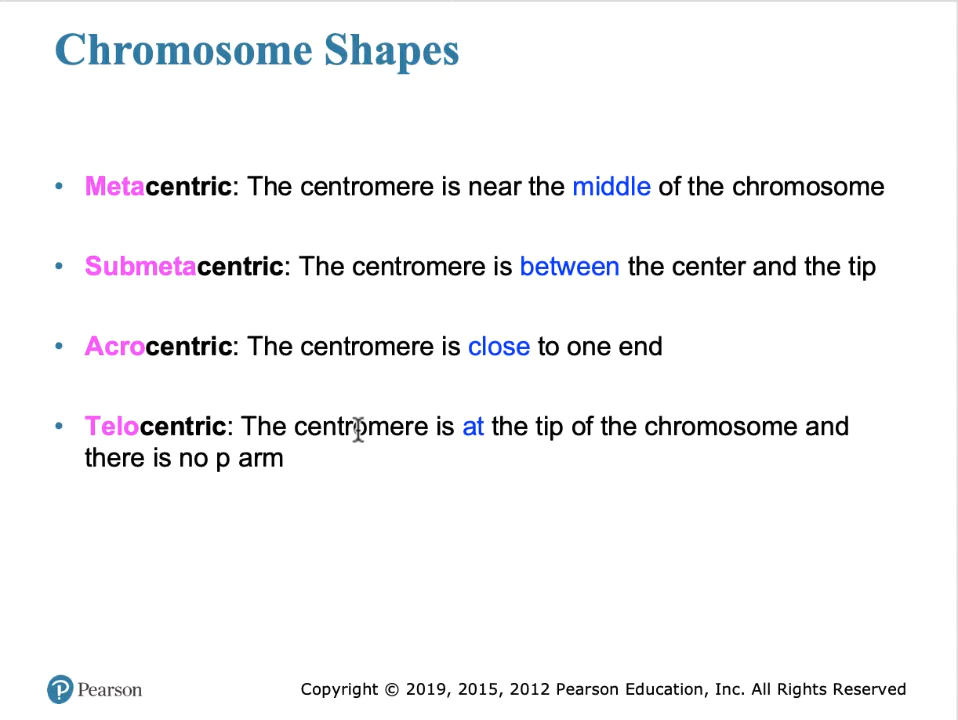 Chromosome Shapes
• Metacentric: The centromere is near the middle of the chromosome
• Submetacentric: The centromere is between the center and the tip
• Acrocentric: The centromere is close to one end
• Telocentric: The centromere is at the tip of the chromosome and
there is no p arm
Pearson
Copyright © 2019, 2015, 2012 Pearson Education, Inc. All Rights Reserved